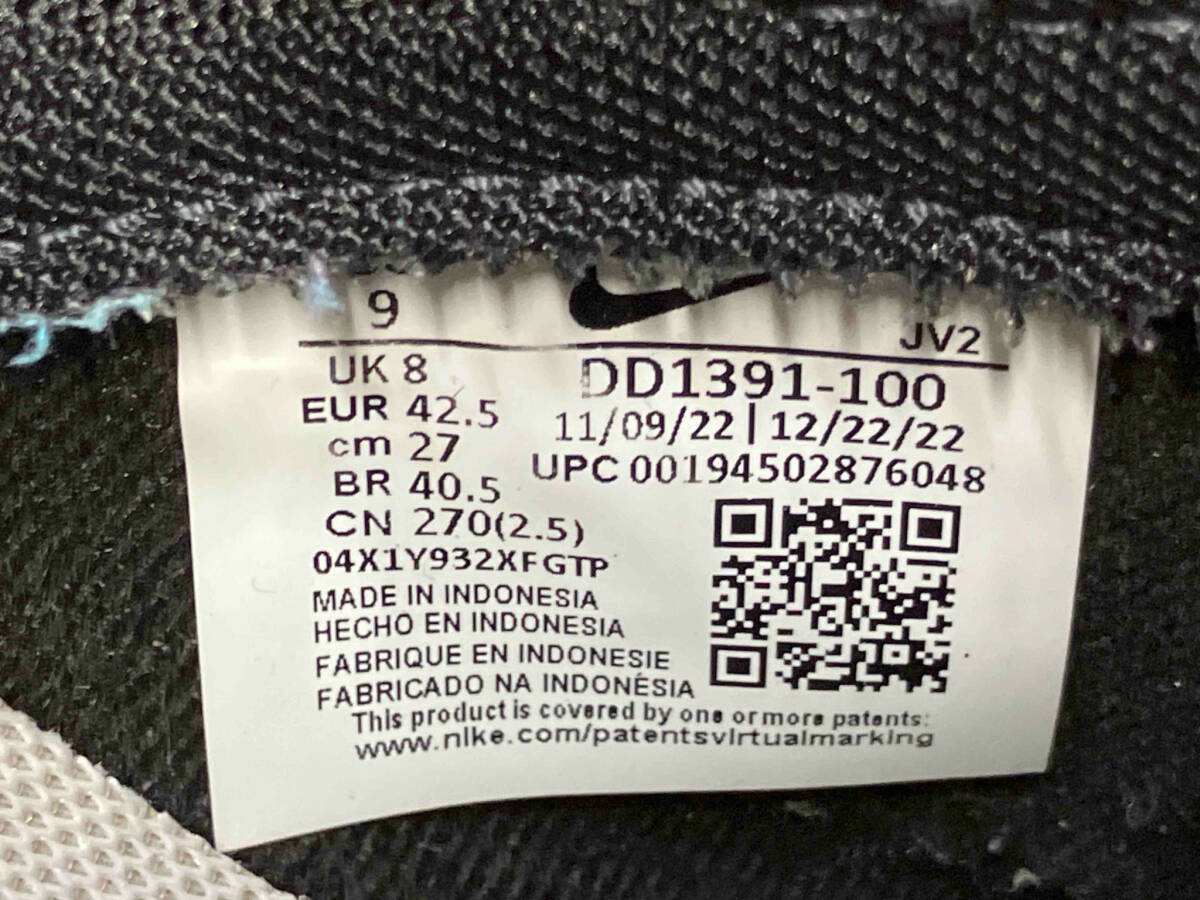 9
JV2
UK 8
EUR 42.5
cm 27
BR 40.5
CN 270(2.5)
DD1391-100
11/09/22 | 12/22/22
UPC 00194502876048
04X1Y932XFGTP
MADE IN INDONESIA
HECHO EN INDONESIA
FABRIQUE EN INDONESIE
FABRICADO NA INDONÉSIA
This product is covered by one or more patents:
www.nike.com/patentsvirtualmarking